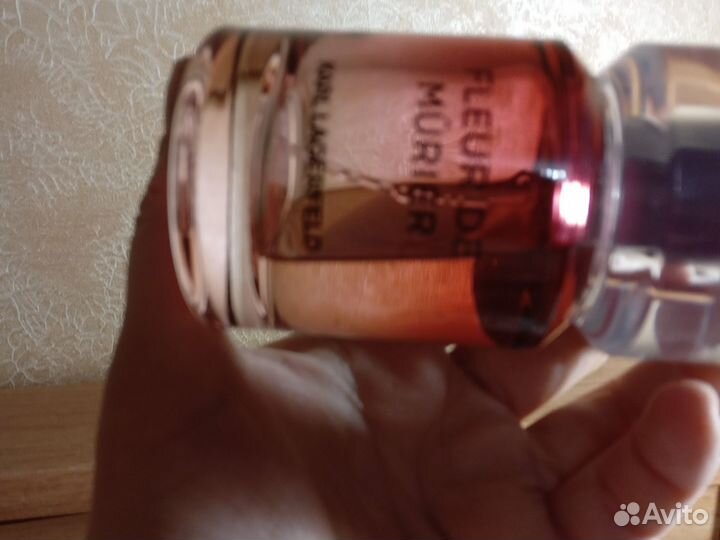 FLEUR DE
MÛRIER
KARL LAGERFELD
Avito